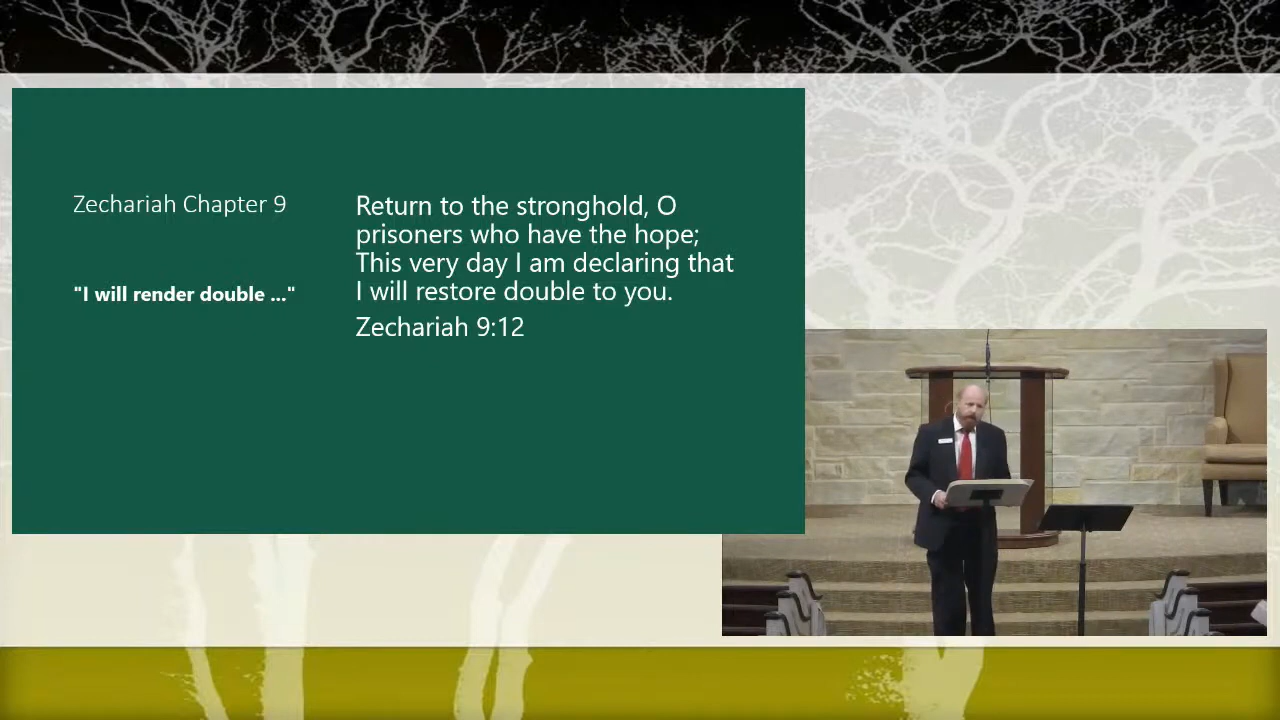 Zechariah Chapter 9
"I will render double ..."
Return to the stronghold, O
prisoners who have the hope;
This very day I am declaring that
I will restore double to you.
Zechariah 9:12